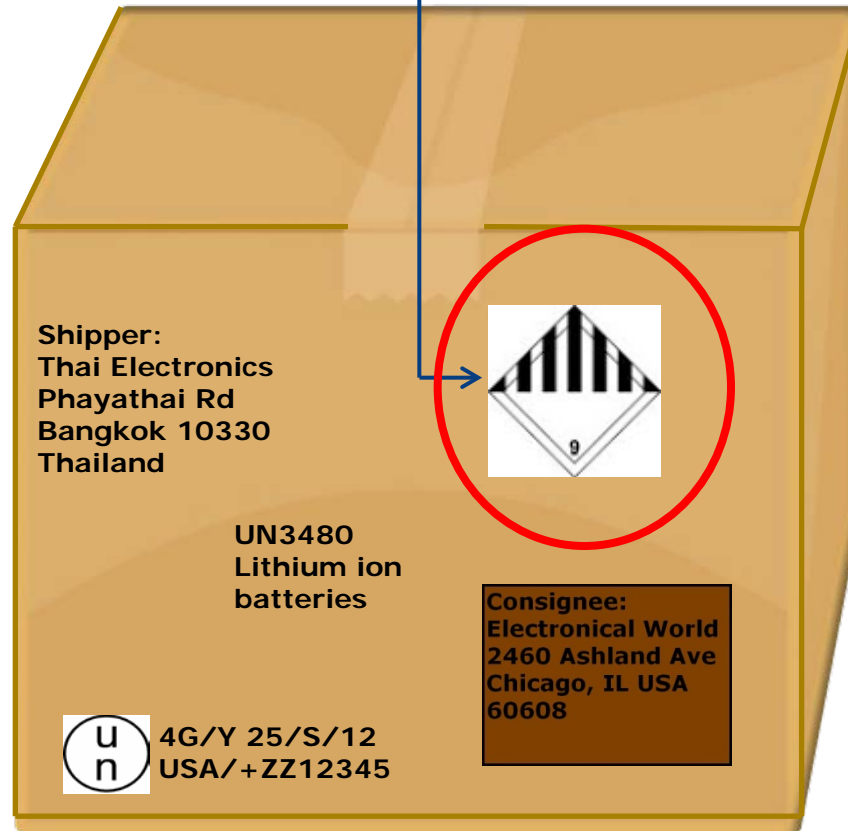 Shipper:
Thai Electronics
Phayathai Rd
Bangkok 10330
Thailand
9
UN3480
Lithium ion
batteries
Consignee:
Electronical World
2460 Ashland Ave
Chicago, IL USA
60608
u
n
4G/Y 25/S/12
USA/+ZZ12345